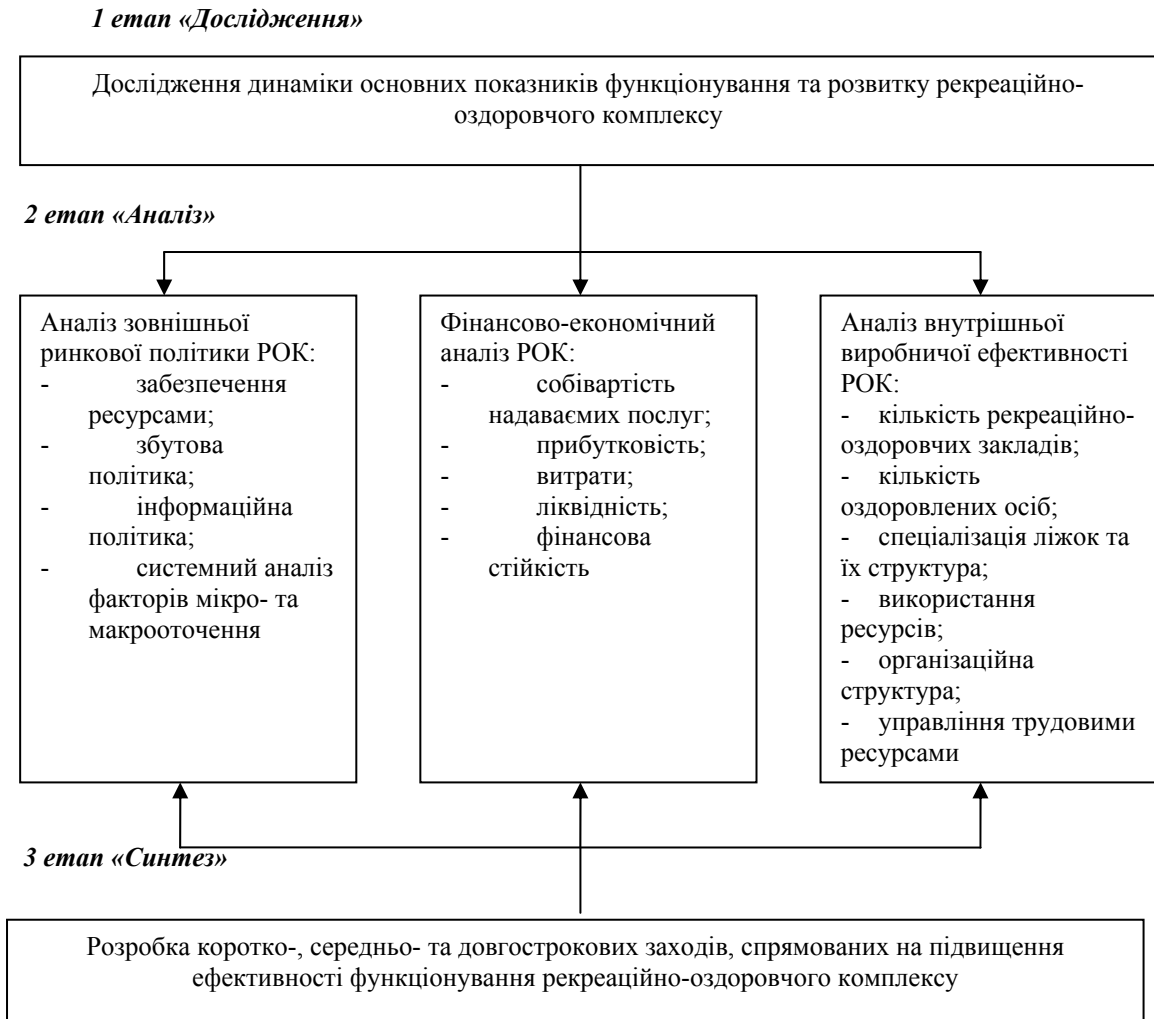 1 етап «Дослідження»
Дослідження динаміки основних показників функціонування та розвитку рекреаційно-
оздоровчого комплексу
2 етап «Аналіз»
Аналіз зовнішньої
ринкової політики РОК:
- забезпечення
ресурсами;
- збутова
політика;
- інформаційна
політика;
- системний аналіз
факторів мікро- та
макрооточення
Фінансово-економічний
аналіз РОК:
- собівартість
надаваємих послуг;
- прибутковість;
- витрати;
- ліквідність;
- фінансова
стійкість
Аналіз внутрішньої
виробничої ефективності
РОК:
- кількість рекреаційно-
оздоровчих закладів;
- кількість
оздоровлених осіб;
- спеціалізація ліжок та
їх структура;
- використання
ресурсів;
- організаційна
структура;
- управління трудовими
ресурсами
3 етап «Синтез»
Розробка коротко-, середньо- та довгострокових заходів, спрямованих на підвищення
ефективності функціонування рекреаційно-оздоровчого комплексу